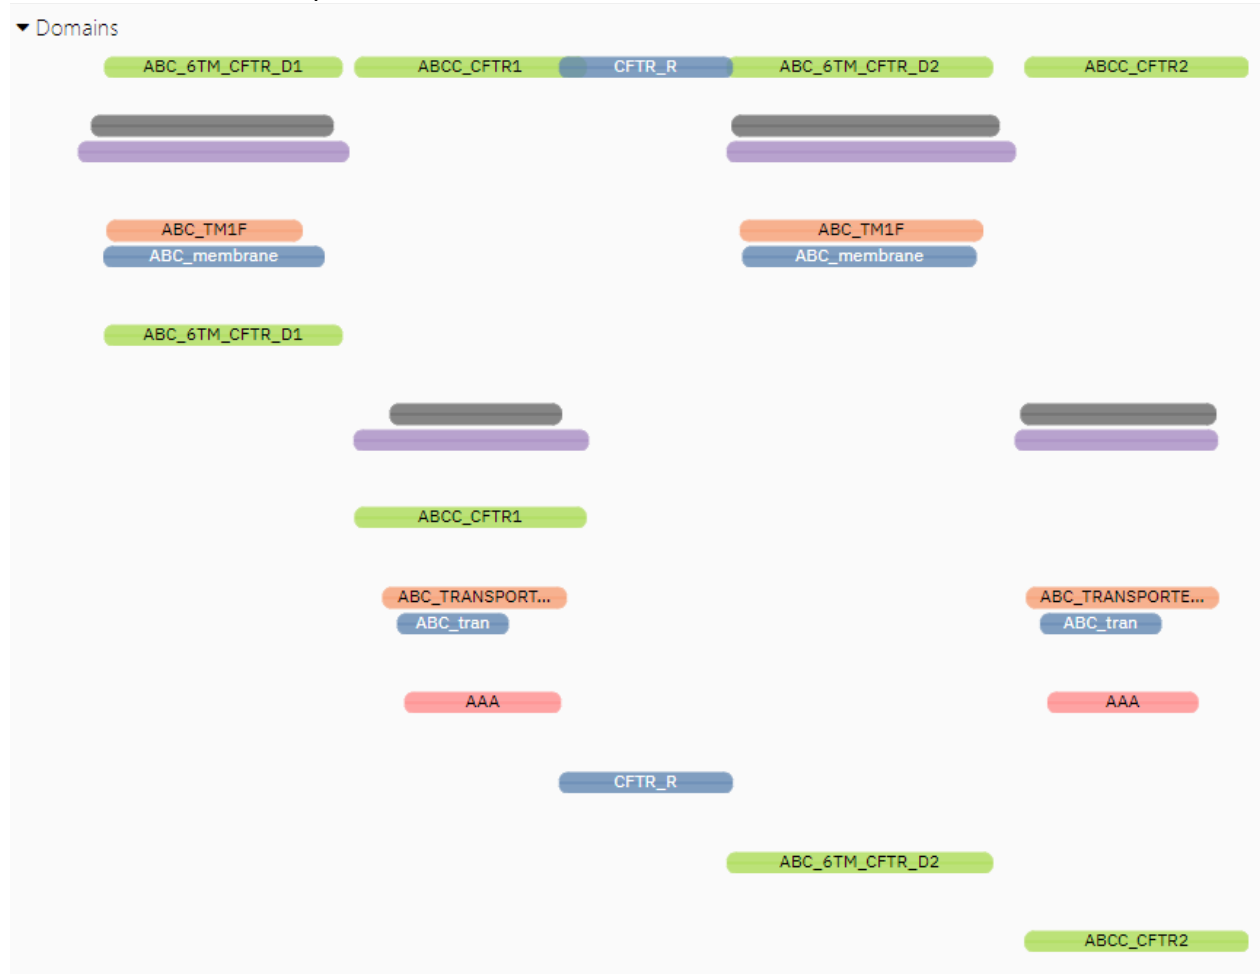 Domains
ABC_6TM_CFTR_D1 ABCC_CFTR1 CFTR_R ABC_6TM_CFTR_D2 ABCC_CFTR2
ABC_TM1F ABC_TM1F
ABC_membrane ABC_membrane
ABC_6TM_CFTR_D1
ABCC_CFTR1
ABC_TRANSPORT... ABC_TRANSPORTE...
ABC_tran ABC_tran
AAA AAA
CFTR_R
ABC_6TM_CFTR_D2
ABCC_CFTR2